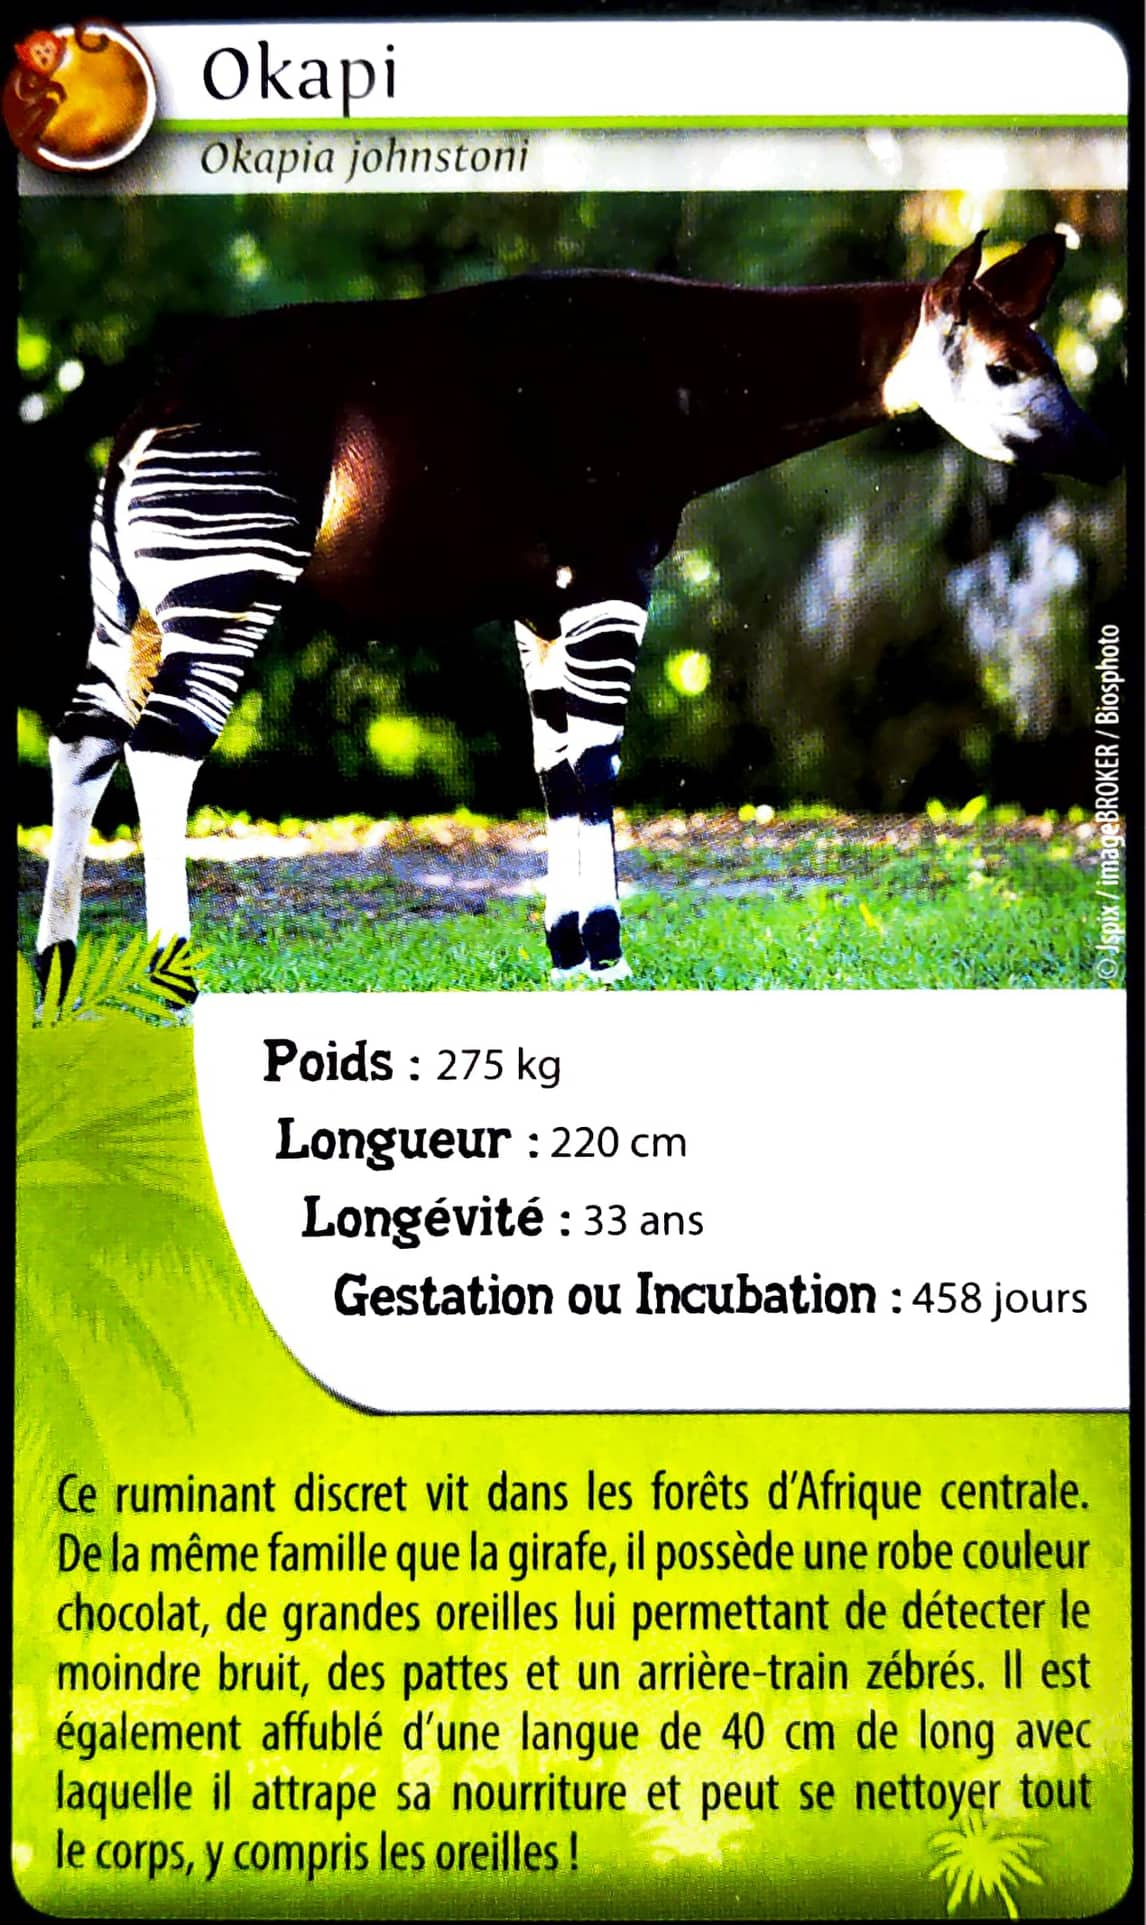 Okapi
Okapia johnstoni
© Jspix / imageBROKER / Biosphoto
Poids : 275 kg
Longueur : 220 cm
Longévité : 33 ans
Gestation ou Incubation : 458 jours
Ce ruminant discret vit dans les forêts d'Afrique centrale.
De la même famille que la girafe, il possède une robe couleur
chocolat, de grandes oreilles lui permettant de détecter le
moindre bruit, des pattes et un arrière-train zébrés. Il est
également affublé d'une langue de 40 cm de long avec
laquelle il attrape sa nourriture et peut se nettoyer tout
le corps, y compris les oreilles !